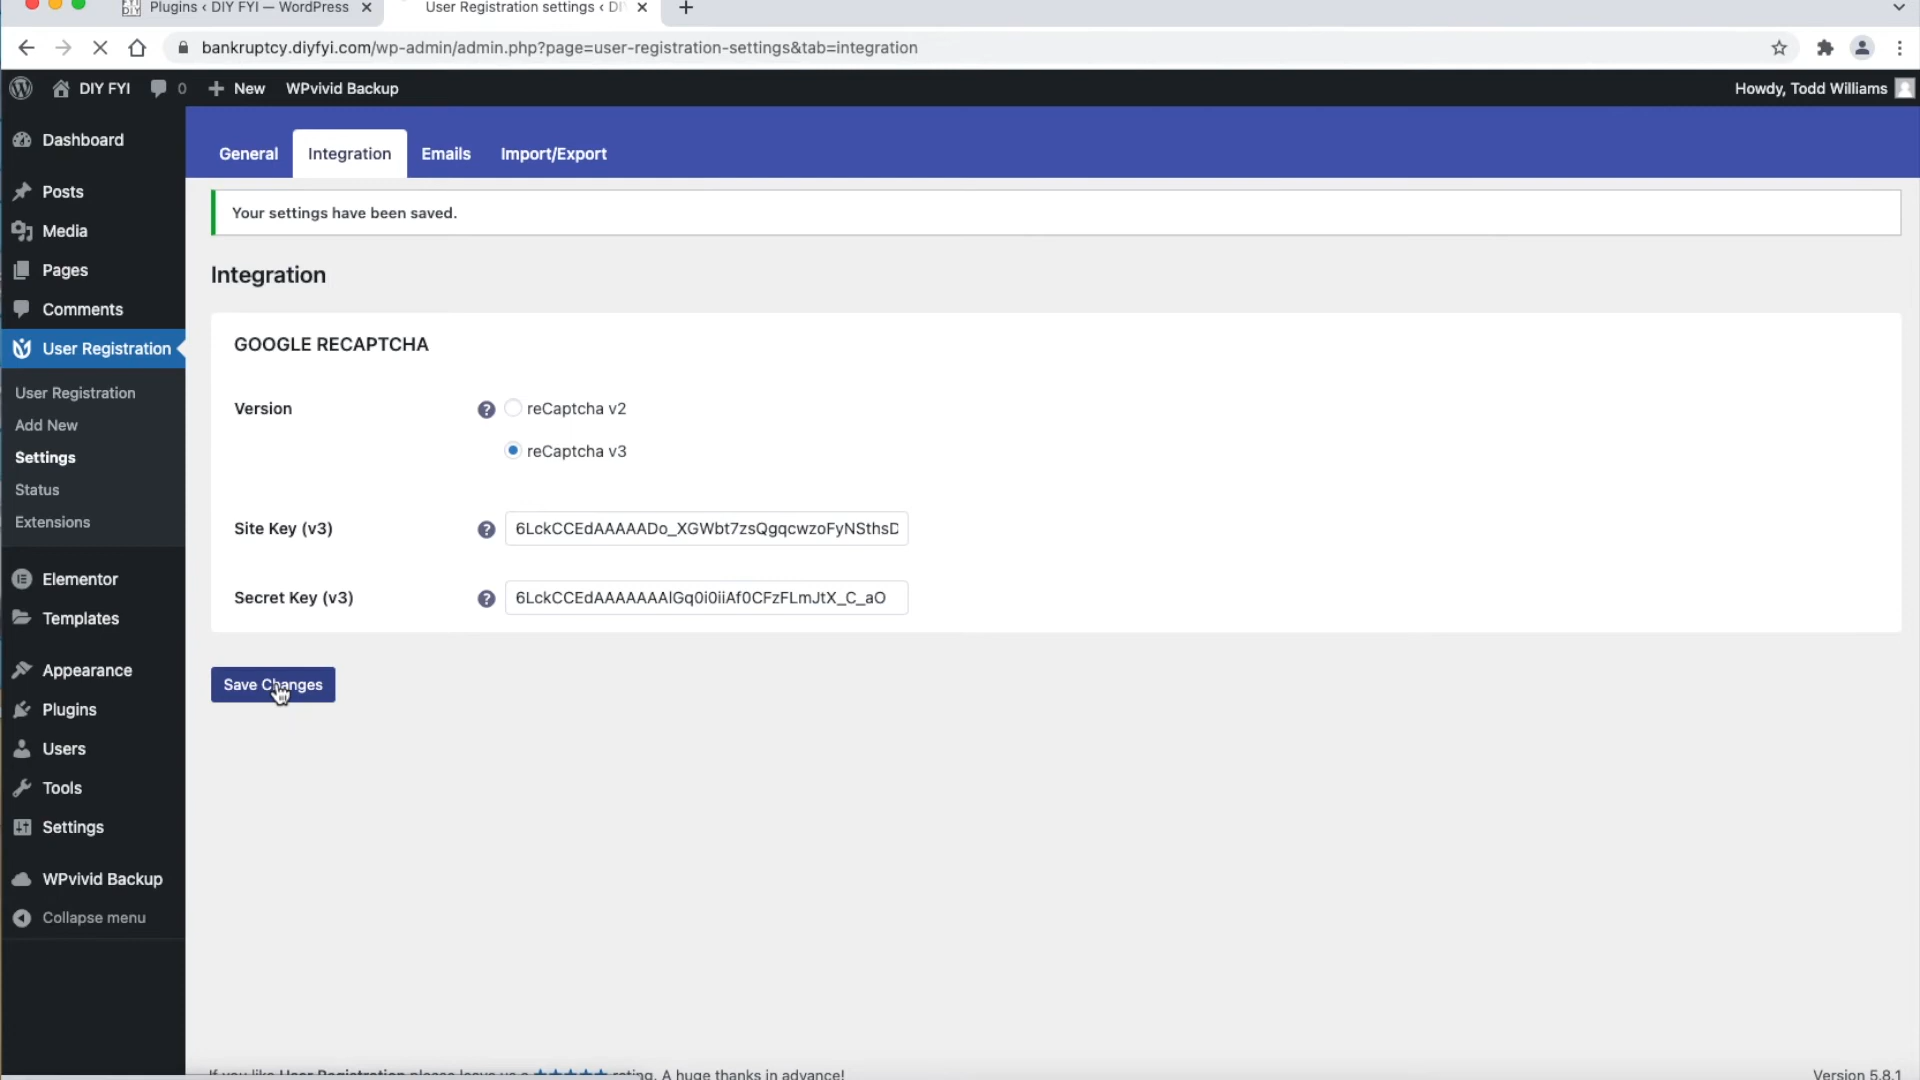 Plugins ‹ DIY FYI — WordPress
User Registration settings ‹ DI
bankruptcy.diyfyi.com/wp-admin/admin.php?page=user-registration-settings&tab=integration
DIY FYI 0 New WPvivid Backup
Howdy, Todd Williams
Dashboard
Posts
Media
Pages
Comments
User Registration
User Registration
Add New
Settings
Status
Extensions
Elementor
Templates
Appearance
Plugins
Users
Tools
Settings
WPvivid Backup
Collapse menu
General Integration Emails Import/Export
Your settings have been saved.
Integration
GOOGLE RECAPTCHA
Version ? reCaptcha v2
reCaptcha v3
Site Key (v3) ? 6LckCCEdAAAAADo_XGWbt7zsQgqcwzoFyNSthsD
Secret Key (v3) ? 6LckCCEdAAAAAAAIGq0i0iiAf0CFzFLmJtX_C_aO
Save Changes
If you like User Registration please leave us a ★★★★★ rating. A huge thanks in advance!
Version 5.8.1